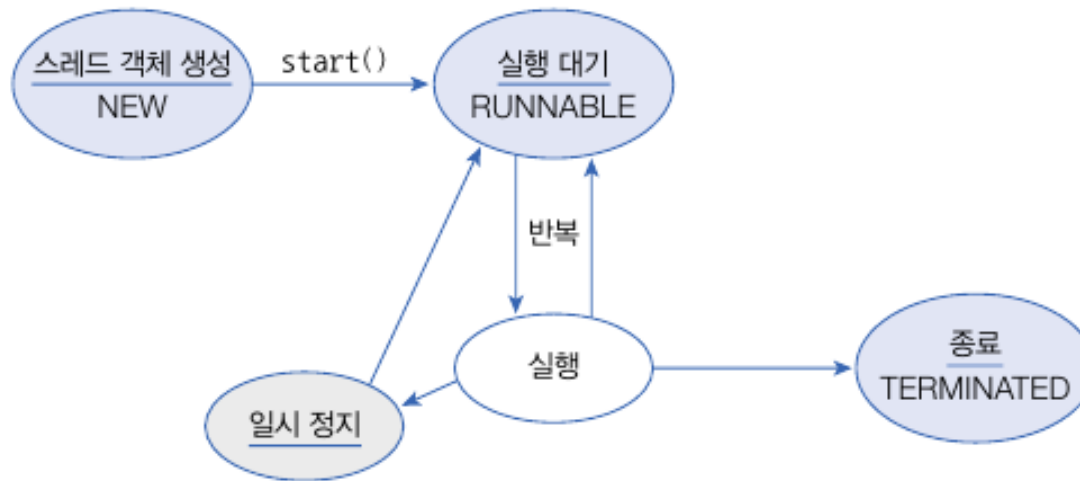 스레드 객체 생성
NEW
start()
실행 대기
RUNNABLE
반복
실행
일시 정지
종료
TERMINATED